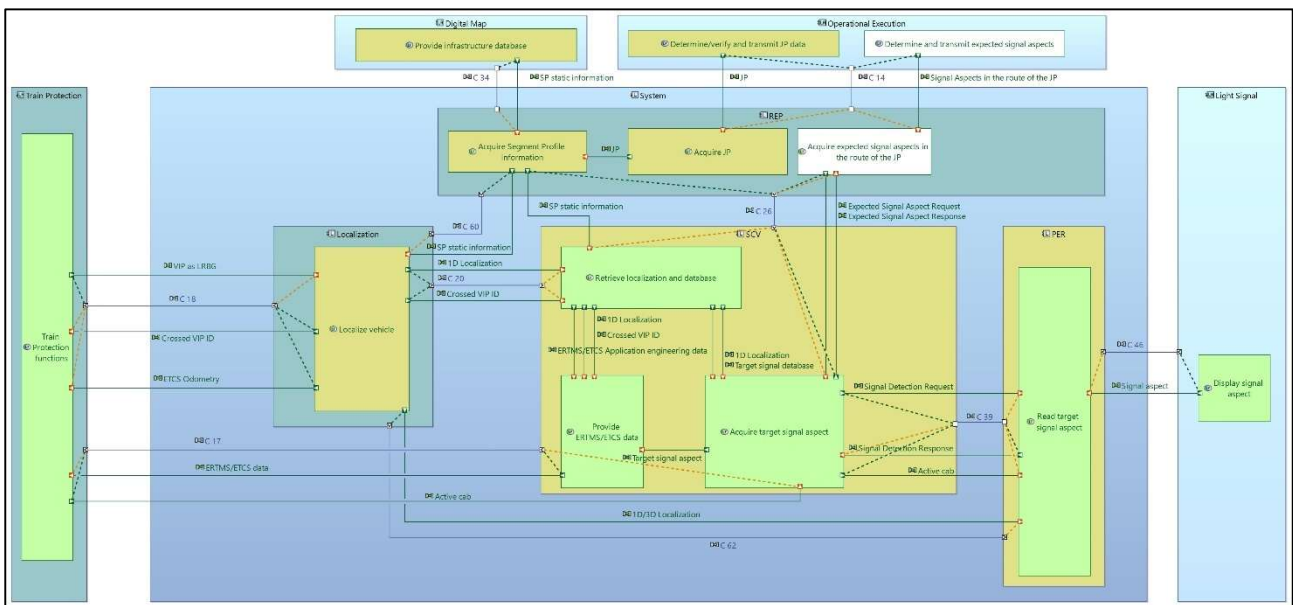 Digital Map
Operational Execution
Provide infrastructure database
Determine/verify and transmit JP data
Determine and transmit expected signal aspects
C 34
SP static information
JP
C 14
Signal Aspects in the route of the JP
Train Protection
System
Light Signal
REP
Acquire Segment Profile
Information
JP
Acquire JP
Acquire expected signal aspects in
the route of the JP
SP static information
C 26
Expected Signal Aspect Request
Expected Signal Aspect Response
C 60
Localization
SCV
PER
SP static information
VIP as LRBG
1D Localization
C 20
Retrieve localization and database
C 18
Crossed VIP ID
Localize vehicle
1D Localization
Crossed VIP ID
ERTMS/ETCS Application engineering data
1D Localization
Target signal database
Train
Protection
functions
Crossed VIP ID
C 46
ETCS Odometry
Signal Detection Request
Signal aspect
Display signal
aspect
C 39
Read target
signal aspect
Provide
ERTMS/ETCS data
Acquire target signal aspect
C 17
Target signal aspect
Signal Detection Response
ERTMS/ETCS data
Active cab
Active cab
1D/3D Localization
C 62